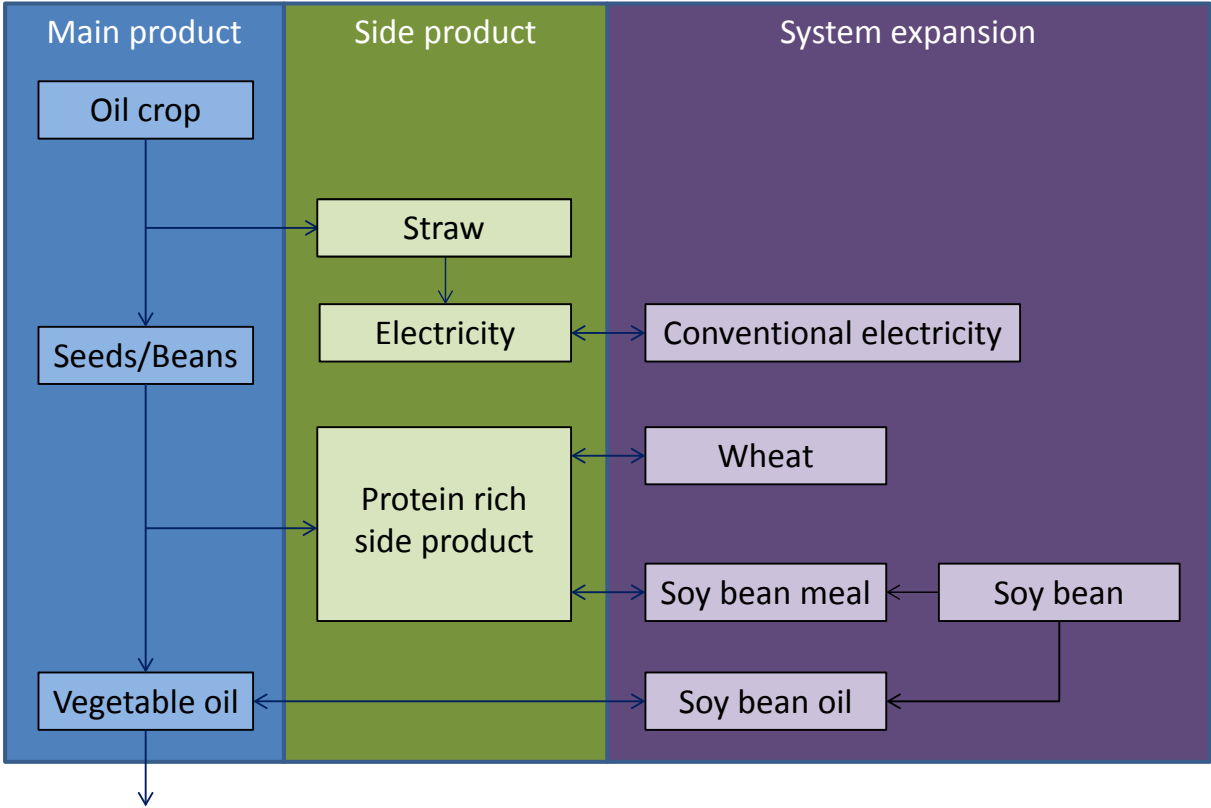 Main product
Side product
System expansion
Oil crop
Straw
Electricity
Conventional electricity
Seeds/Beans
Protein rich
side product
Wheat
Soy bean meal
Soy bean
Vegetable oil
Soy bean oil